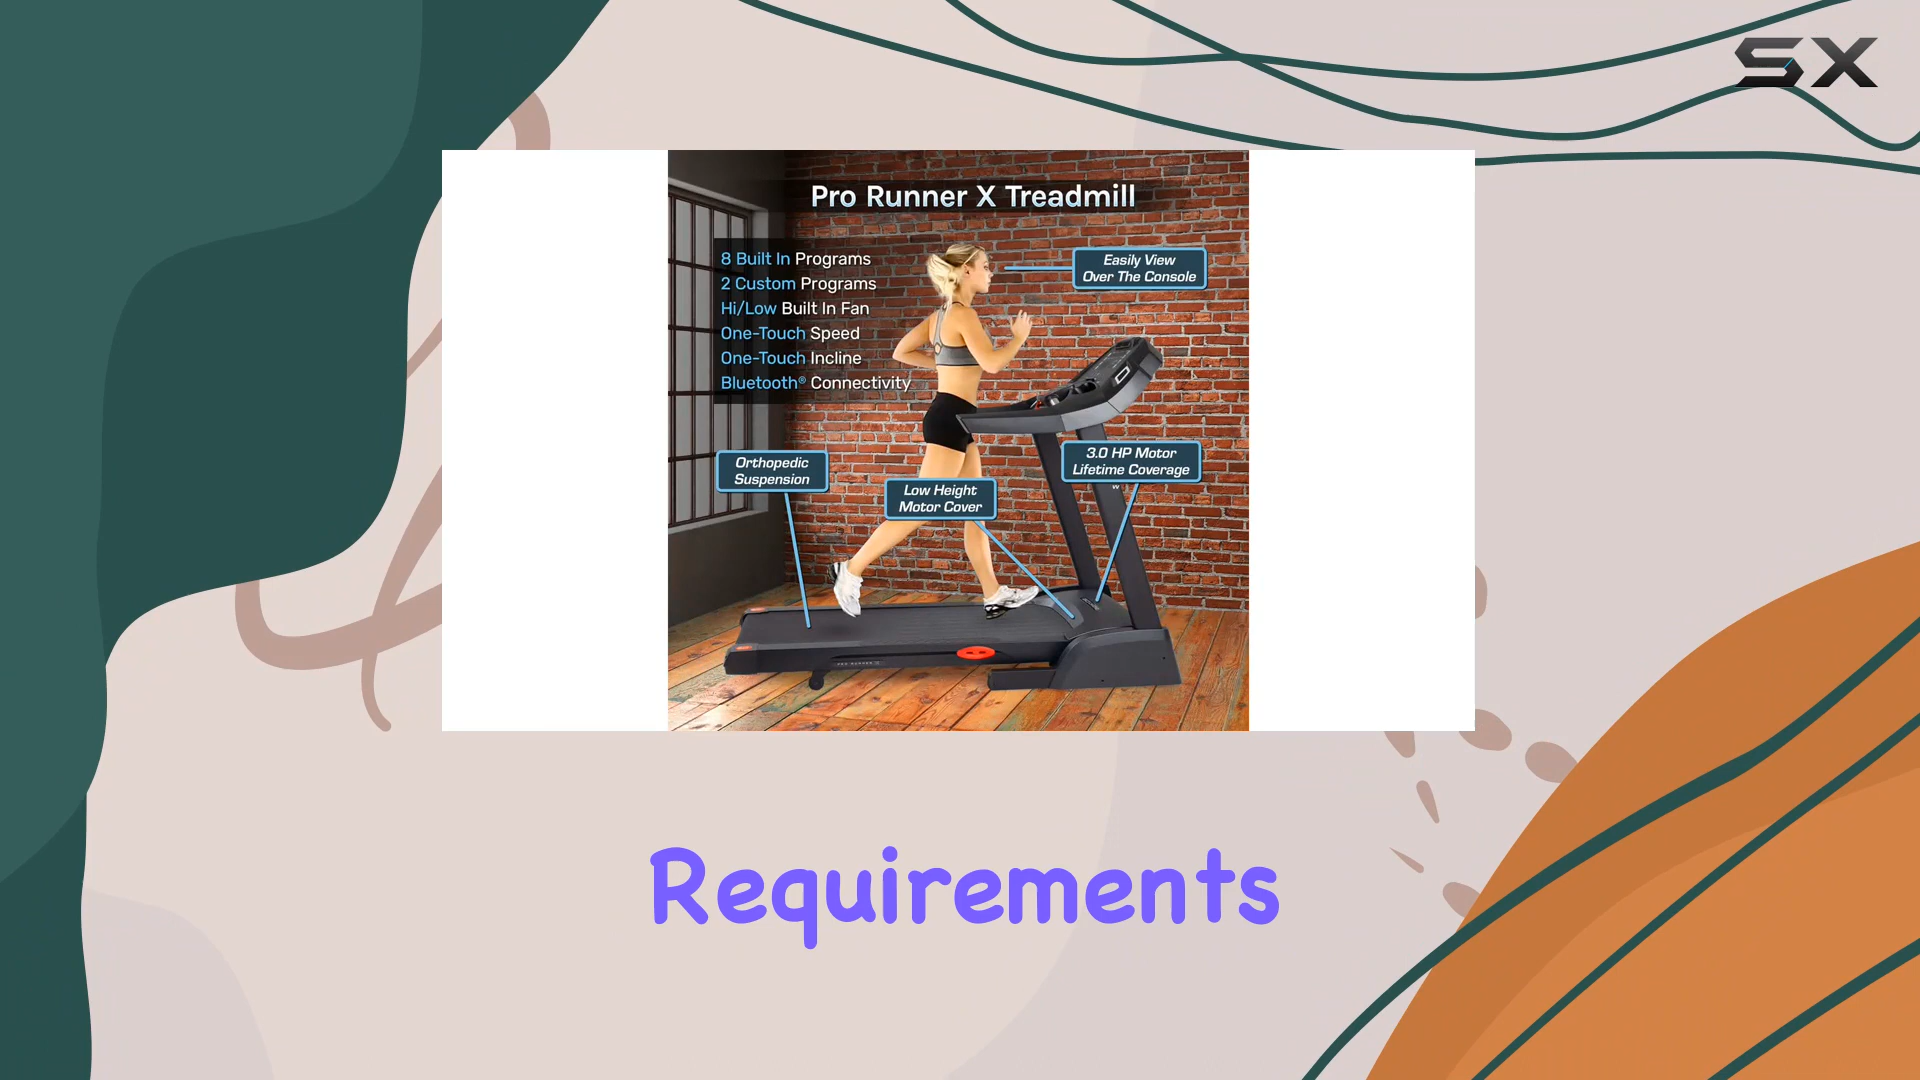 SX
Pro Runner X Treadmill
8 Built In Programs
2 Custom Programs
Hi/Low Built In Fan
One-Touch Speed
One-Touch Incline
Bluetooth® Connectivity
Easily View
Over The Console
3.0 HP Motor
Lifetime Coverage
Orthopedic
Suspension
Low Height
Motor Cover
PRO RUNNER X
Requirements